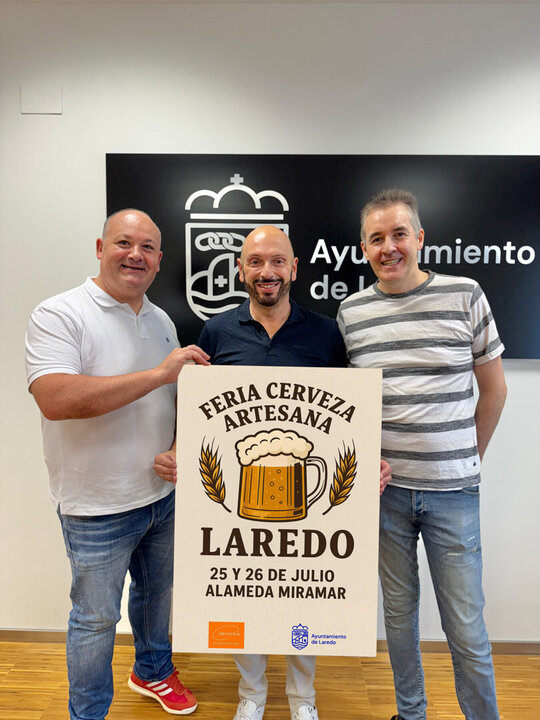 Ayuntamiento
de L
FERIA CERVEZA
ARTESANA
LAREDO
25 Y 26 DE JULIO
ALAMEDA MIRAMAR
Ayuntamiento
de Laredo